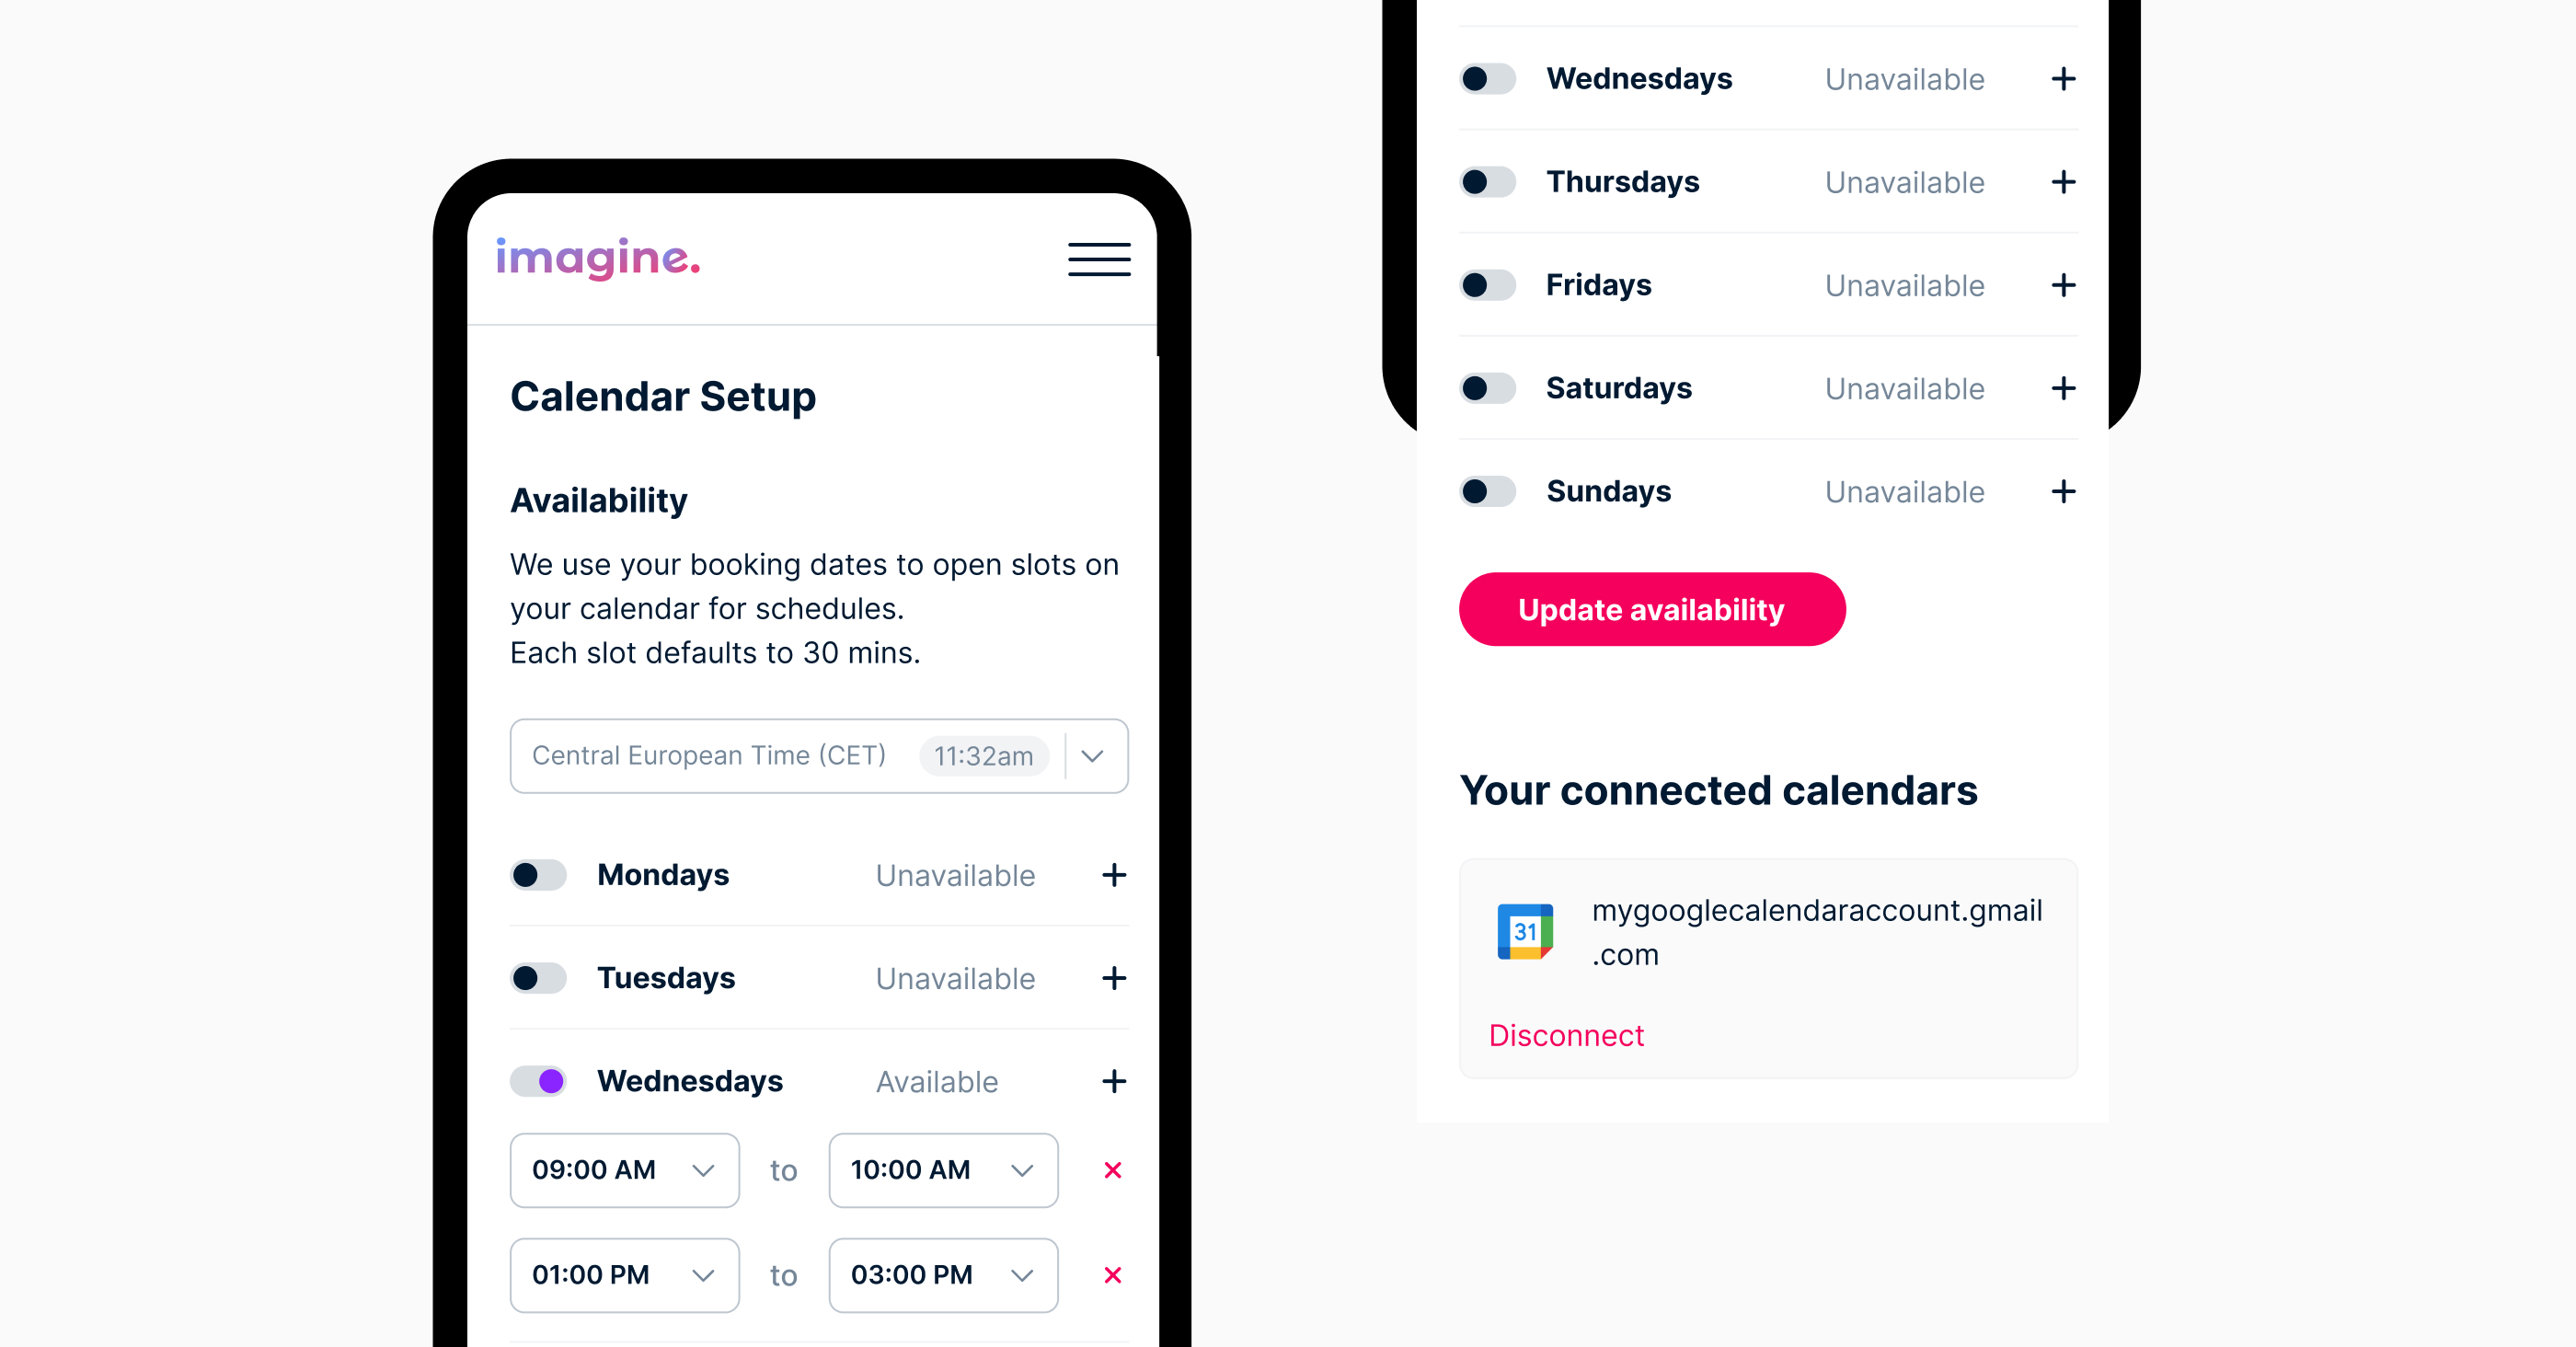 imagine.
Calendar Setup
Availability
We use your booking dates to open slots on
your calendar for schedules.
Each slot defaults to 30 mins.
Central European Time (CET) 11:32am
Mondays Unavailable +
Tuesdays Unavailable +
Wednesdays Available +
09:00 AM to 10:00 AM ×
01:00 PM to 03:00 PM ×
Wednesdays Unavailable +
Thursdays Unavailable +
Fridays Unavailable +
Saturdays Unavailable +
Sundays Unavailable +
Update availability
Your connected calendars
31
mygooglecalendaraccount.gmail
.com
Disconnect